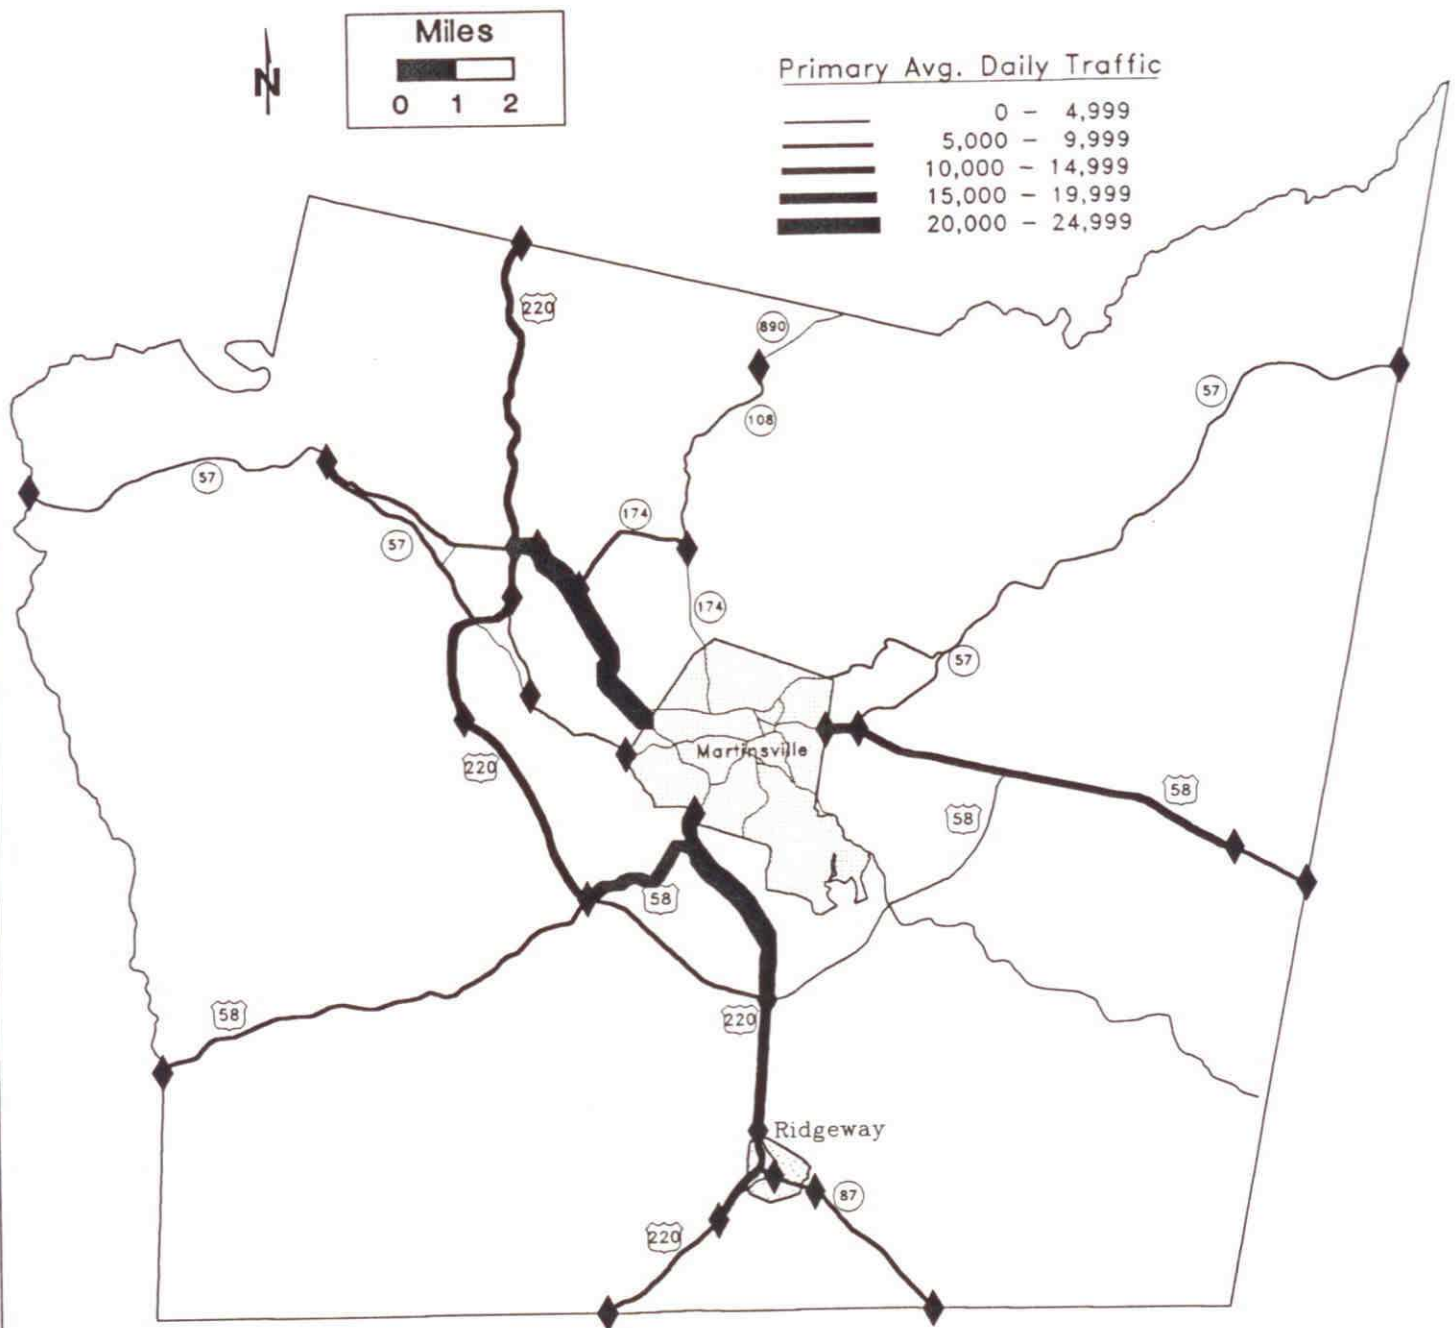 Miles
0 1 2
N
Primary Avg. Daily Traffic
0 - 4,999
5,000 - 9,999
10,000 - 14,999
15,000 - 19,999
20,000 - 24,999
220
890
57
108
57
174
57
174
57
Martinsville
220
58
58
58
58
220
Ridgeway
87
220